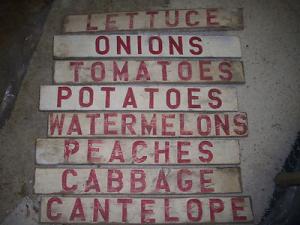 LETTUCE
ONIONS
TOMATOES
POTATOES
WATERMELONS
PEACHES
CABBAGE
CANTELOPE